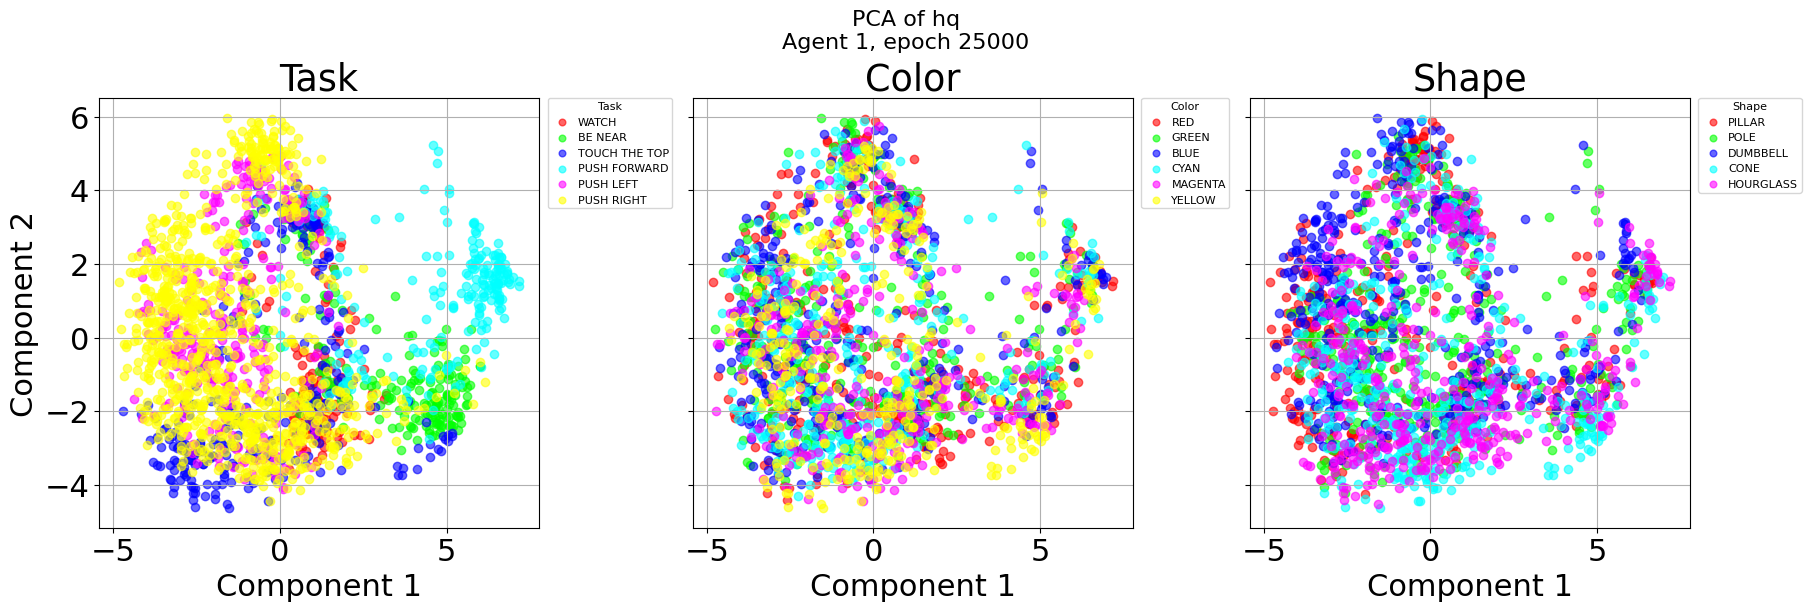 PCA of hq
Agent 1, epoch 25000
Task
Color
Shape
Component 2
6
4
2
0
−2
−4
−5
0
5
Component 1
Task
WATCH
BE NEAR
TOUCH THE TOP
PUSH FORWARD
PUSH LEFT
PUSH RIGHT
−5
0
5
Component 1
Color
RED
GREEN
BLUE
CYAN
MAGENTA
YELLOW
−5
0
5
Component 1
Shape
PILLAR
POLE
DUMBBELL
CONE
HOURGLASS